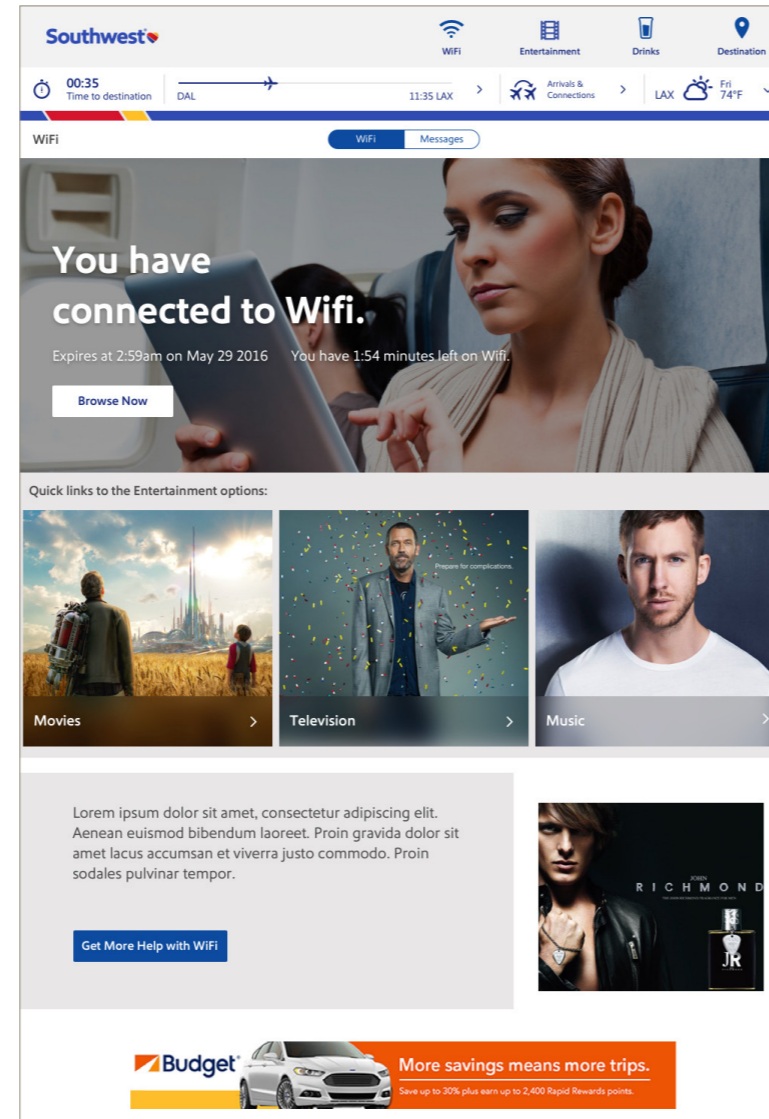 Southwest
WiFi
Entertainment
Drinks
Destination
00:35
Time to destination
DAL
11:35 LAX
Arrivals &
Connections
LAX
Fri
74°F
WiFi
WiFi
Messages
You have
connected to Wifi.
Expires at 2:59am on May 29 2016 You have 1:54 minutes left on Wifi.
Browse Now
Quick links to the Entertainment options:
Prepare for complications.
Movies
Television
Music
Lorem ipsum dolor sit amet, consectetur adipiscing elit.
Aenean euismod bibendum laoreet. Proin gravida dolor sit
amet lacus accumsan et viverra justo commodo. Proin
sodales pulvinar tempor.
Get More Help with WiFi
JOHN
RICHMOND
JR
Budget
More savings means more trips.
Save up to 30% plus earn up to 2,400 Rapid Rewards points.